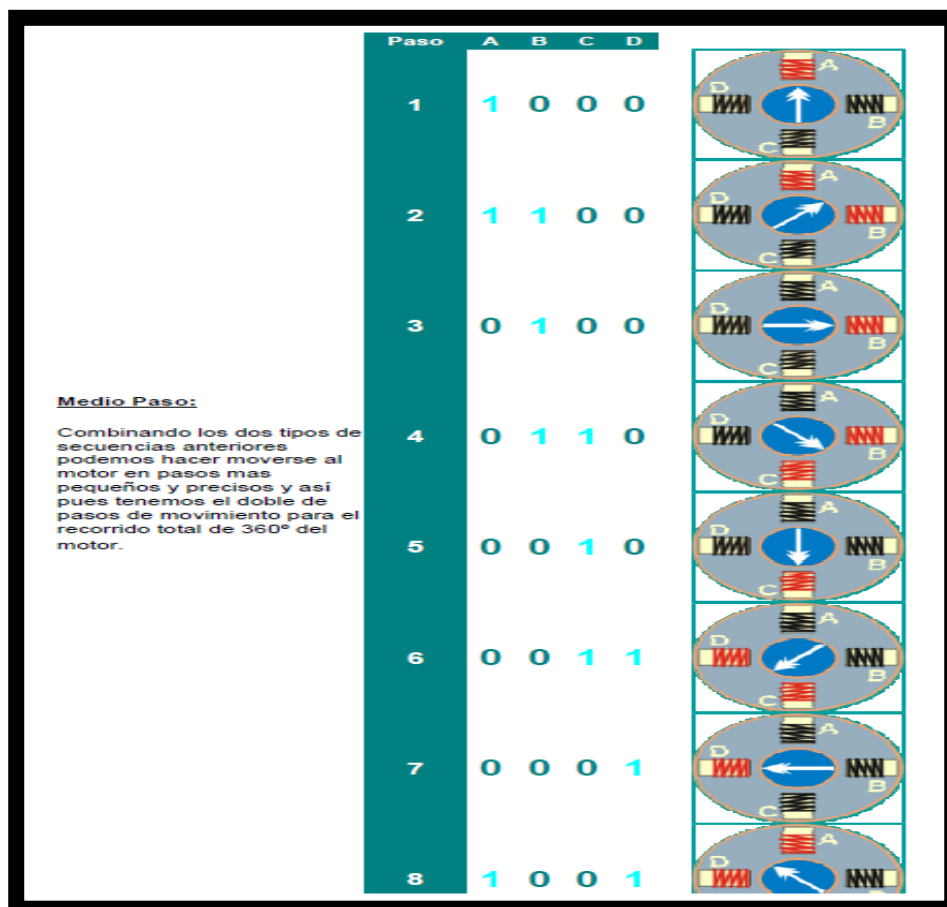 Paso A B C D
1 1 0 0 0
A
D
B
C
2 1 1 0 0
A
D
B
C
3 0 1 0 0
A
D
B
C
Medio Paso:
Combinando los dos tipos de
secuencias anteriores
podemos hacer moverse al
motor en pasos mas
pequeños y precisos y así
pues tenemos el doble de
pasos de movimiento para el
recorrido total de 360º del
motor.
4 0 1 1 0
A
D
B
C
5 0 0 1 0
A
D
B
C
6 0 0 1 1
A
D
B
C
7 0 0 0 1
A
D
B
C
8 1 0 0 1
A
D
B